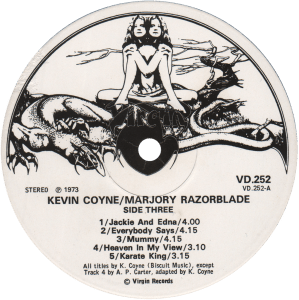 Virgin
VD.252
STEREO ℗ 1973
VD.252-A
KEVIN COYNE/MARJORY RAZORBLADE
SIDE THREE
1/Jackie And Edna/4.00
2/Everybody Says/4.15
3/Mummy/4.15
4/Heaven In My View/3.10
5/Karate King/3.15
All titles by K. Coyne (Biscuit Music), except
Track 4 by A. P. Carter, adapted by K. Coyne
© Virgin Records